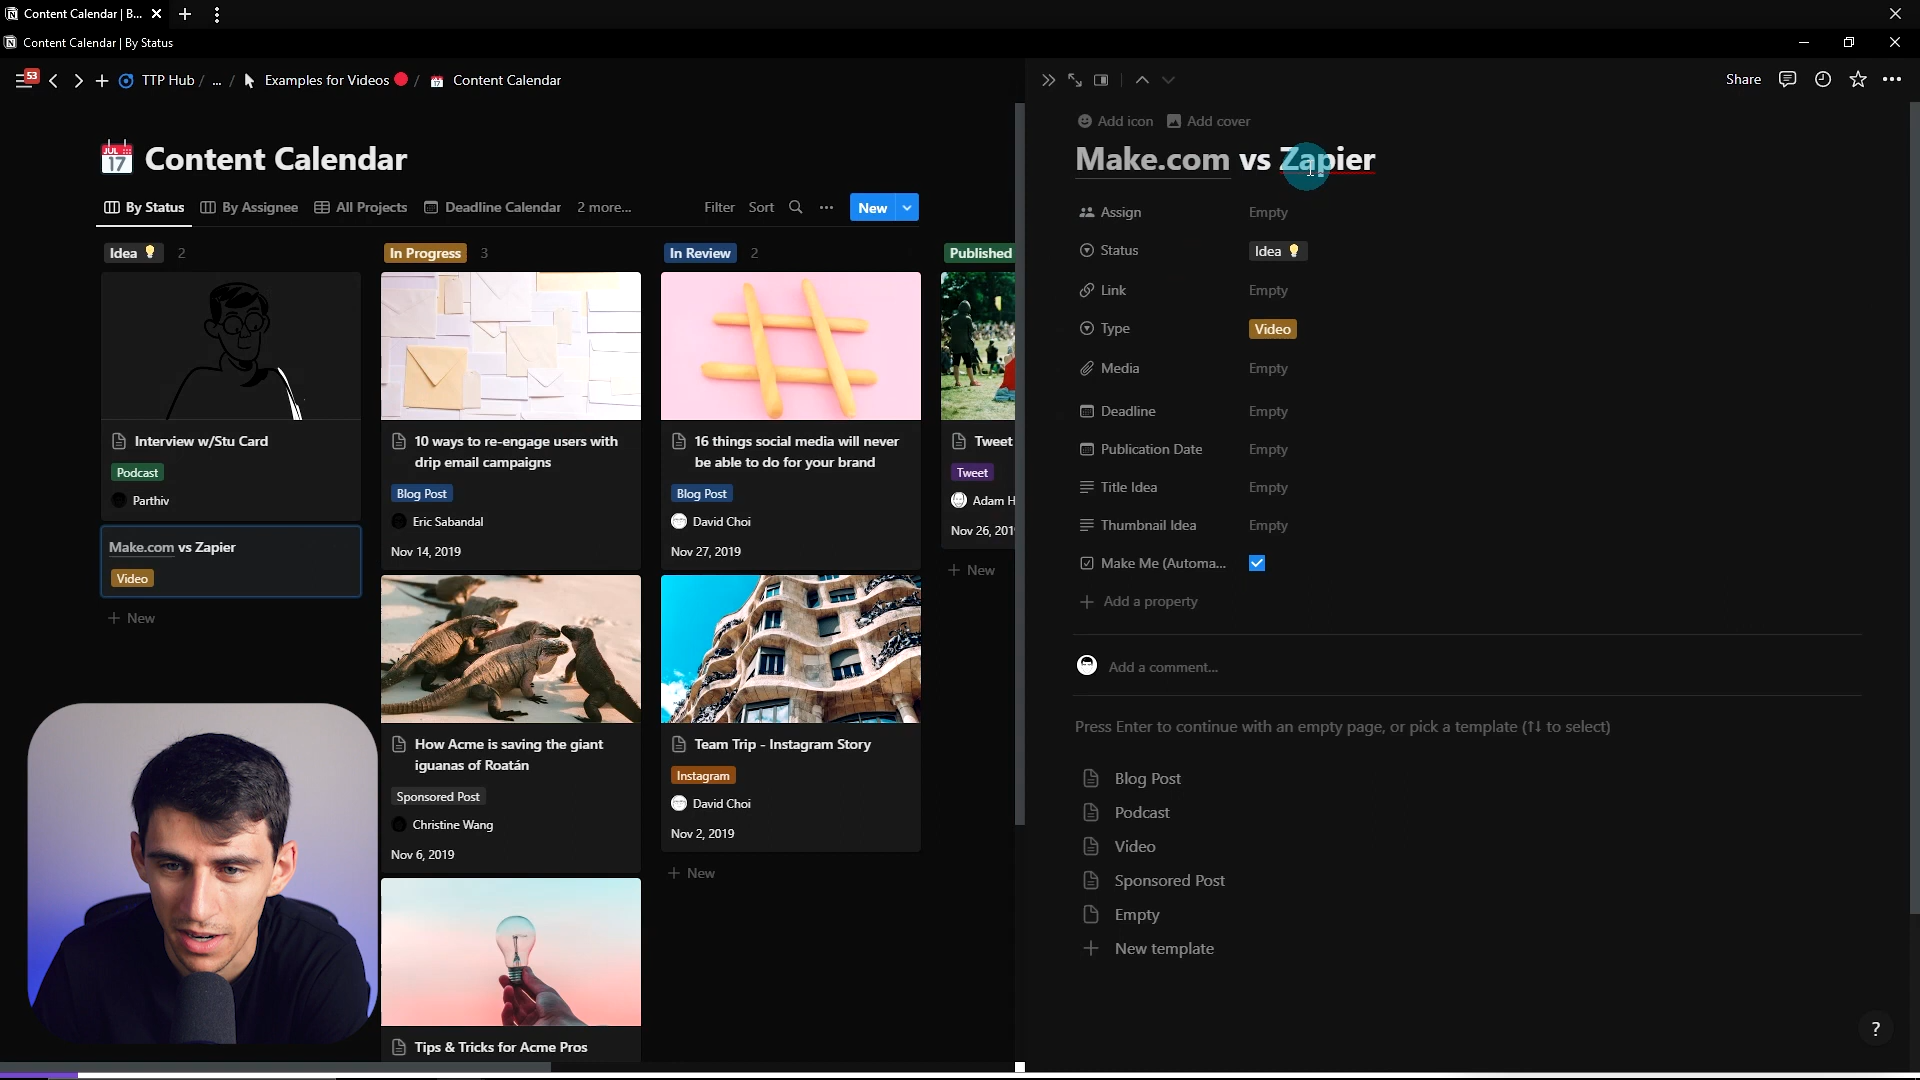 Content Calendar | B...
Content Calendar | By Status
53
TTP Hub / ... / Examples for Videos / Content Calendar
Share
JUL
17
Content Calendar
By Status By Assignee All Projects Deadline Calendar 2 more...
Filter Sort New
Idea 2
Interview w/Stu Card
Podcast
Parthiv
Make.com vs Zapier
Video
+ New
In Progress 3
10 ways to re-engage users with
drip email campaigns
Blog Post
Eric Sabandal
Nov 14, 2019
How Acme is saving the giant
iguanas of Roatán
Sponsored Post
Christine Wang
Nov 6, 2019
Tips & Tricks for Acme Pros
In Review 2
16 things social media will never
be able to do for your brand
Blog Post
David Choi
Nov 27, 2019
Team Trip - Instagram Story
Instagram
David Choi
Nov 2, 2019
+ New
Published
Tweet
Tweet
Adam H
Nov 26, 201
+ New
Add icon Add cover
Make.com vs Zapier
Assign Empty
Status Idea
Link Empty
Type Video
Media Empty
Deadline Empty
Publication Date Empty
Title Idea Empty
Thumbnail Idea Empty
Make Me (Automa...
+ Add a property
Add a comment...
Press Enter to continue with an empty page, or pick a template (↑↓ to select)
Blog Post
Podcast
Video
Sponsored Post
Empty
+ New template
?